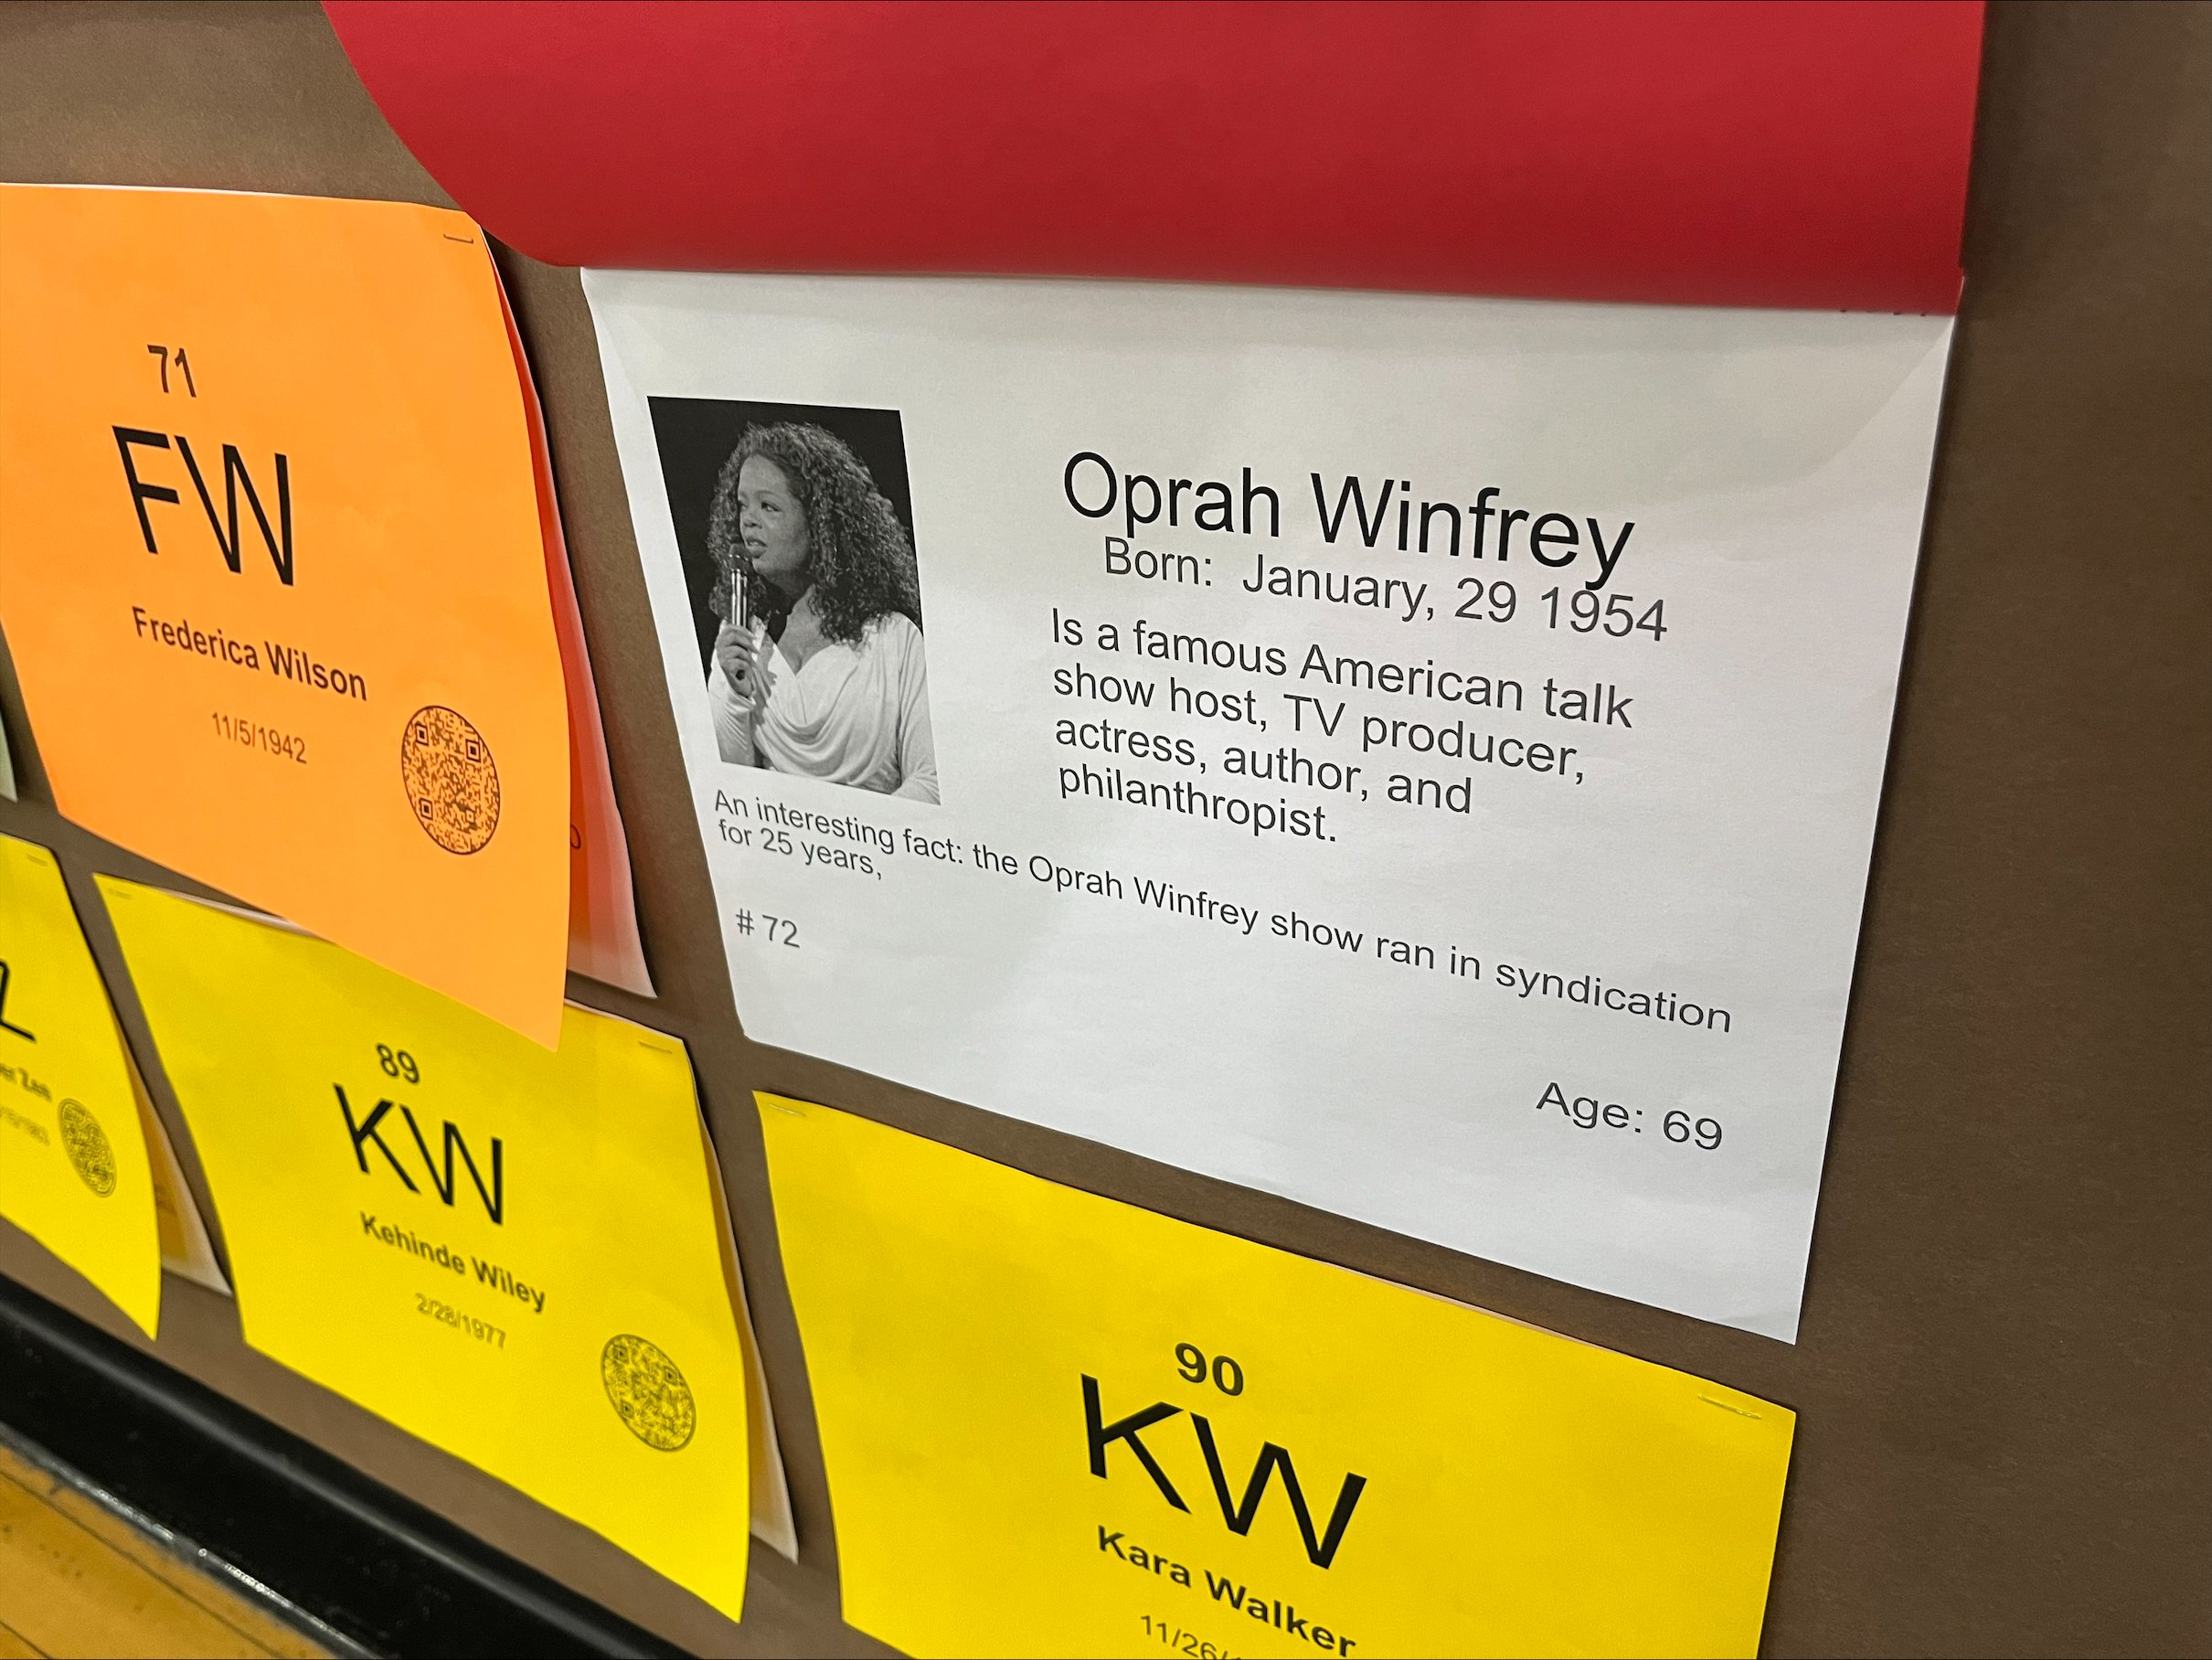 71
FW
Frederica Wilson
11/5/1942
Oprah Winfrey
Born: January, 29 1954
Is a famous American talk
show host, TV producer,
actress, author, and
philanthropist.
An interesting fact: the Oprah Winfrey show ran in syndication
for 25 years,
# 72
Age: 69
89
KW
Kehinde Wiley
2/28/1977
90
KW
Kara Walker
11/26/